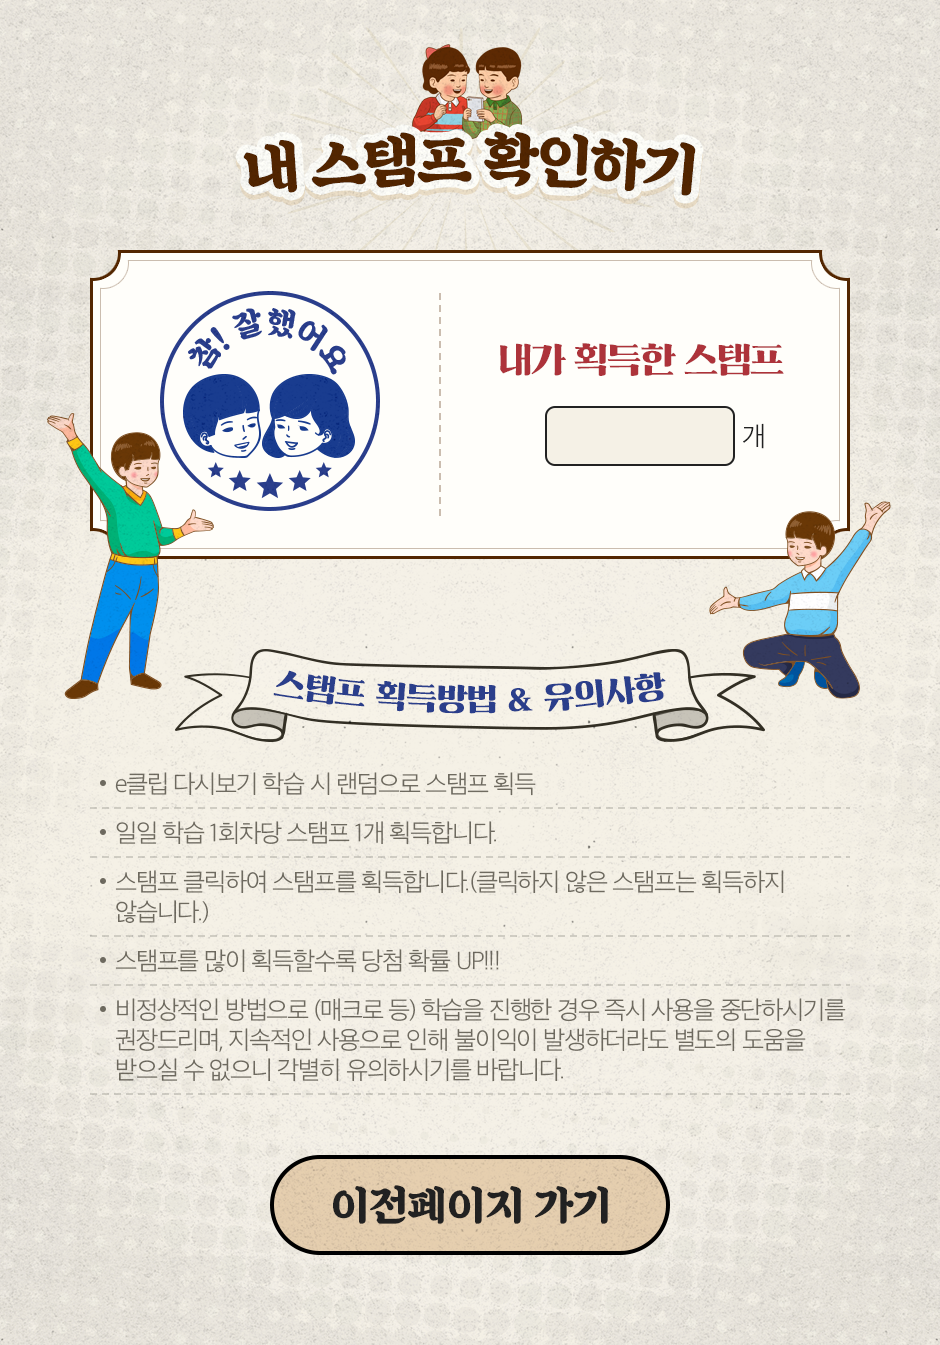 내 스탬프 확인하기
참! 잘했어요
내가 획득한 스탬프
개
스탬프 획득방법 & 유의사항
• e클립 다시보기 학습 시 랜덤으로 스탬프 획득
• 일일 학습 1회차당 스탬프 1개 획득합니다.
• 스탬프 클릭하여 스탬프를 획득합니다.(클릭하지 않은 스탬프는 획득하지
않습니다.)
• 스탬프를 많이 획득할수록 당첨 확률 UP!!!
• 비정상적인 방법으로 (매크로 등) 학습을 진행한 경우 즉시 사용을 중단하시기를
권장드리며, 지속적인 사용으로 인해 불이익이 발생하더라도 별도의 도움을
받으실 수 없으니 각별히 유의하시기를 바랍니다.
이전페이지 가기